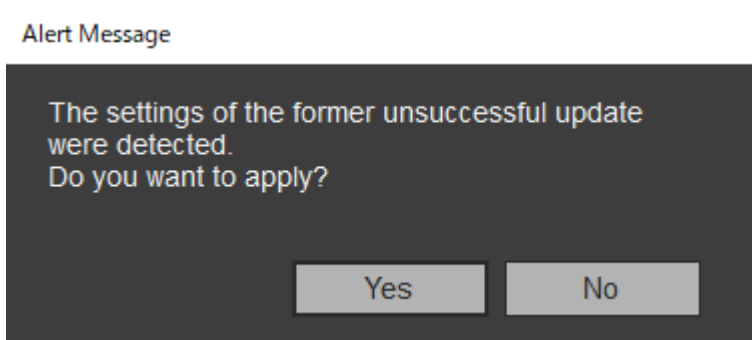 Alert Message
The settings of the former unsuccessful update
were detected.
Do you want to apply?
Yes
No